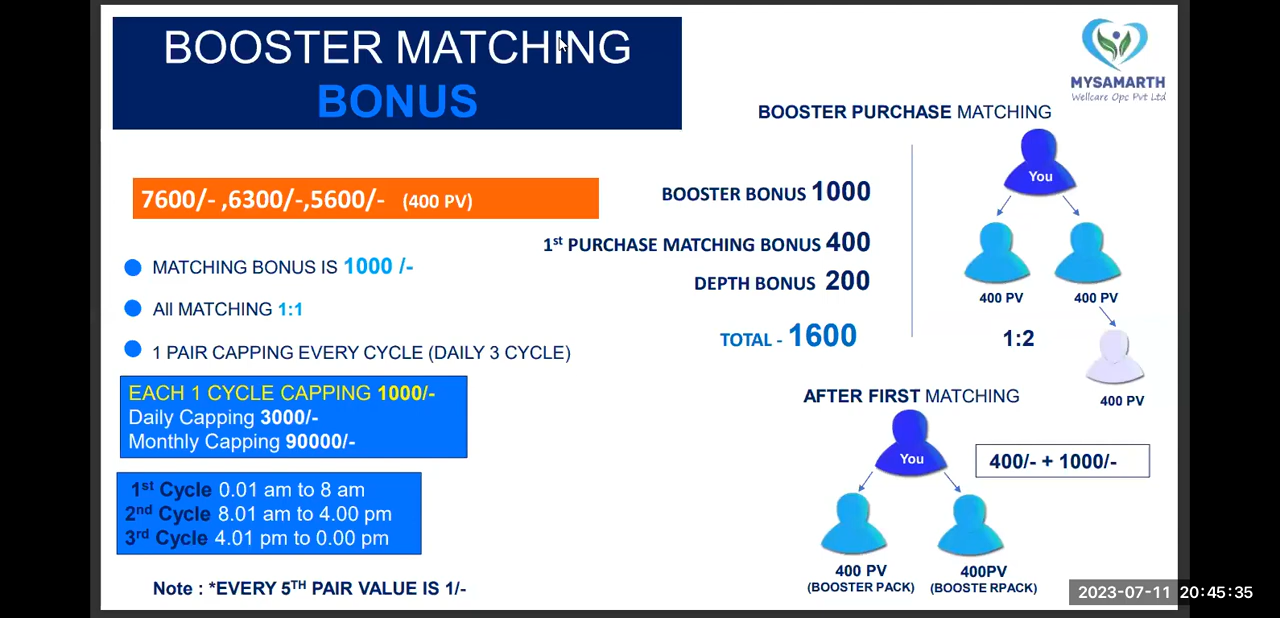 BOOSTER MATCHING
BONUS
MYSAMARTH
Wellcare Opc Pvt Ltd
7600/- ,6300/-,5600/- (400 PV)
MATCHING BONUS IS 1000 /-
All MATCHING 1:1
1 PAIR CAPPING EVERY CYCLE (DAILY 3 CYCLE)
EACH 1 CYCLE CAPPING 1000/-
Daily Capping 3000/-
Monthly Capping 90000/-
1st Cycle 0.01 am to 8 am
2nd Cycle 8.01 am to 4.00 pm
3rd Cycle 4.01 pm to 0.00 pm
Note : *EVERY 5TH PAIR VALUE IS 1/-
BOOSTER BONUS 1000
1st PURCHASE MATCHING BONUS 400
DEPTH BONUS 200
TOTAL - 1600
BOOSTER PURCHASE MATCHING
You
400 PV
400 PV
1:2
400 PV
AFTER FIRST MATCHING
You
400/- + 1000/-
400 PV
(BOOSTER PACK)
400PV
(BOOSTE RPACK)
2023-07-11 20:45:35